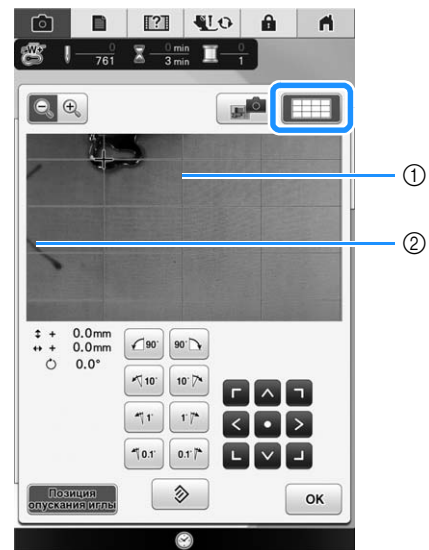 ?
W+
0
761
0 min
3 min
0
1
①
②
+ 0.0mm
+ 0.0mm
0.0°
90°
90°
10°
10°
1°
1°
0.1°
0.1°
Позиция
опускания иглы
OK